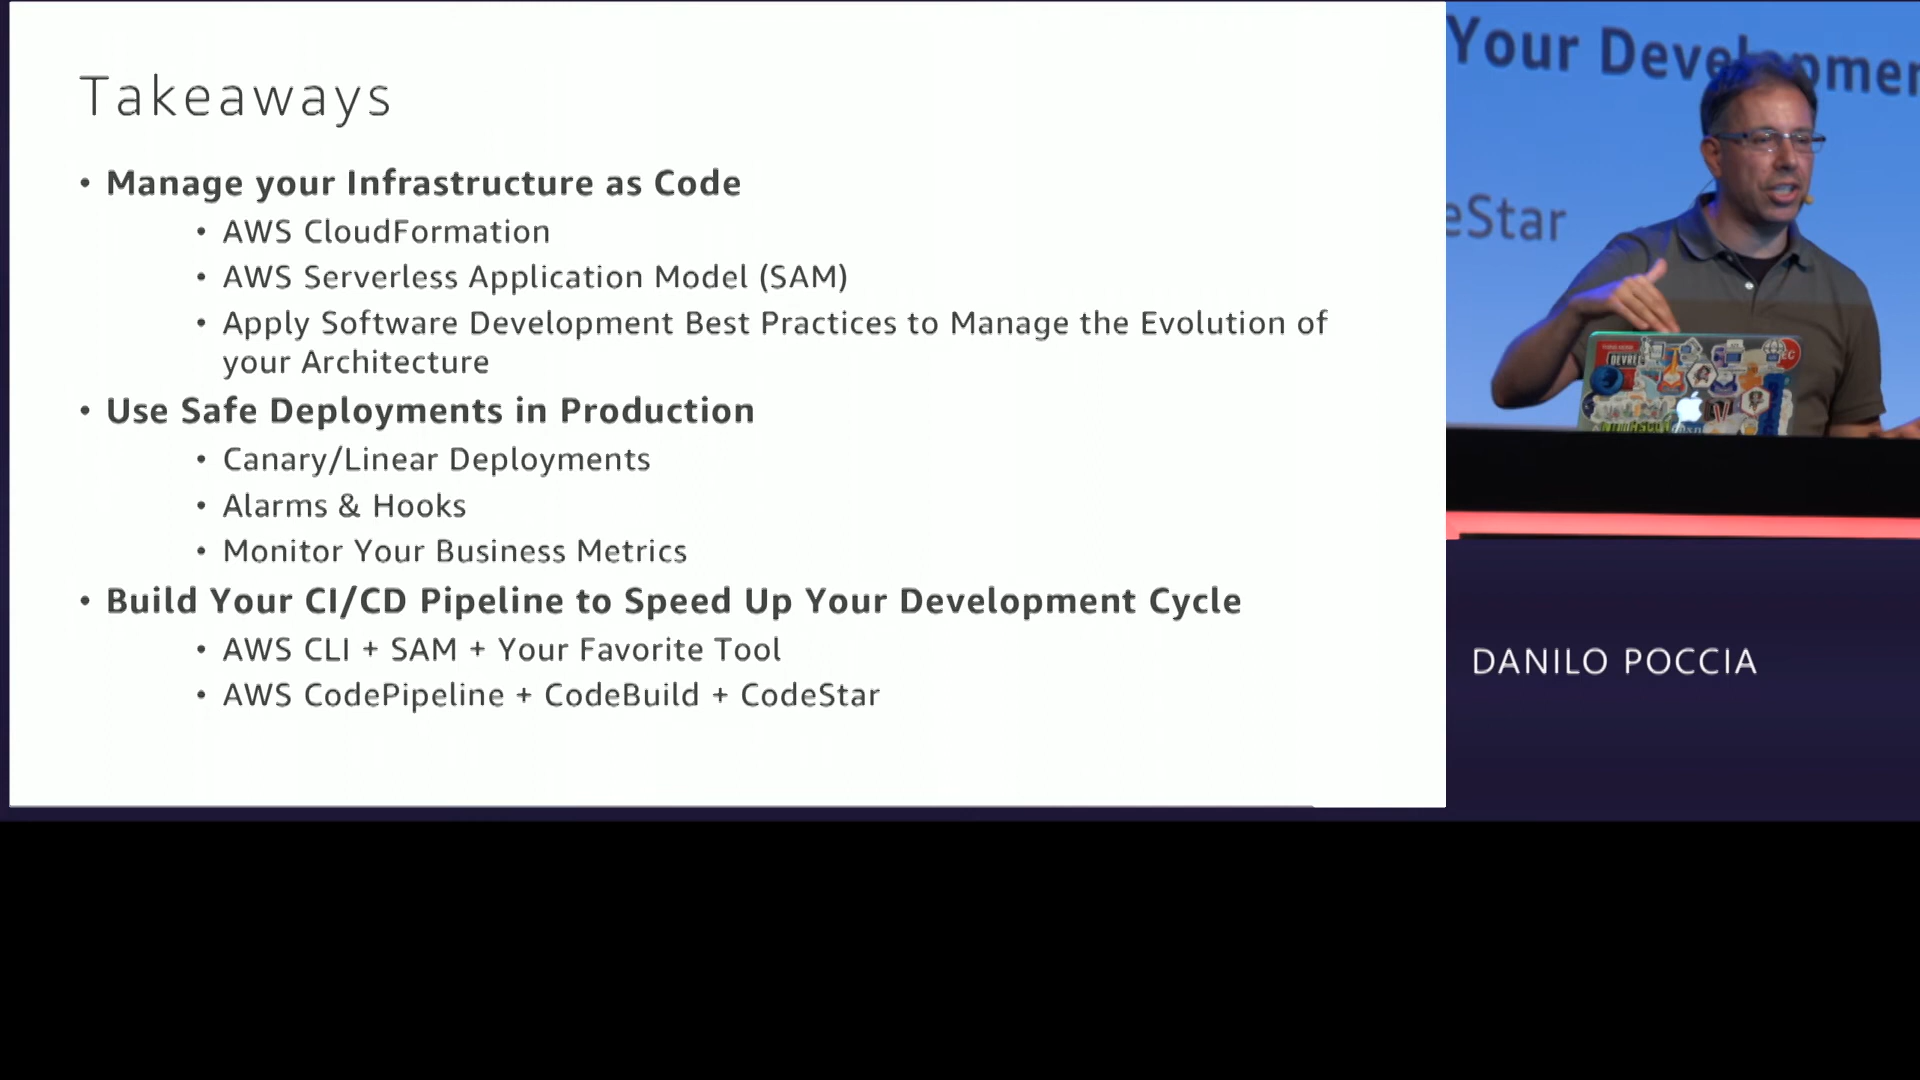 Takeaways
• Manage your Infrastructure as Code
• AWS CloudFormation
• AWS Serverless Application Model (SAM)
• Apply Software Development Best Practices to Manage the Evolution of
your Architecture
• Use Safe Deployments in Production
• Canary/Linear Deployments
• Alarms & Hooks
• Monitor Your Business Metrics
• Build Your CI/CD Pipeline to Speed Up Your Development Cycle
• AWS CLI + SAM + Your Favorite Tool
• AWS CodePipeline + CodeBuild + CodeStar
Your Developmen
eStar
DANILO POCCIA